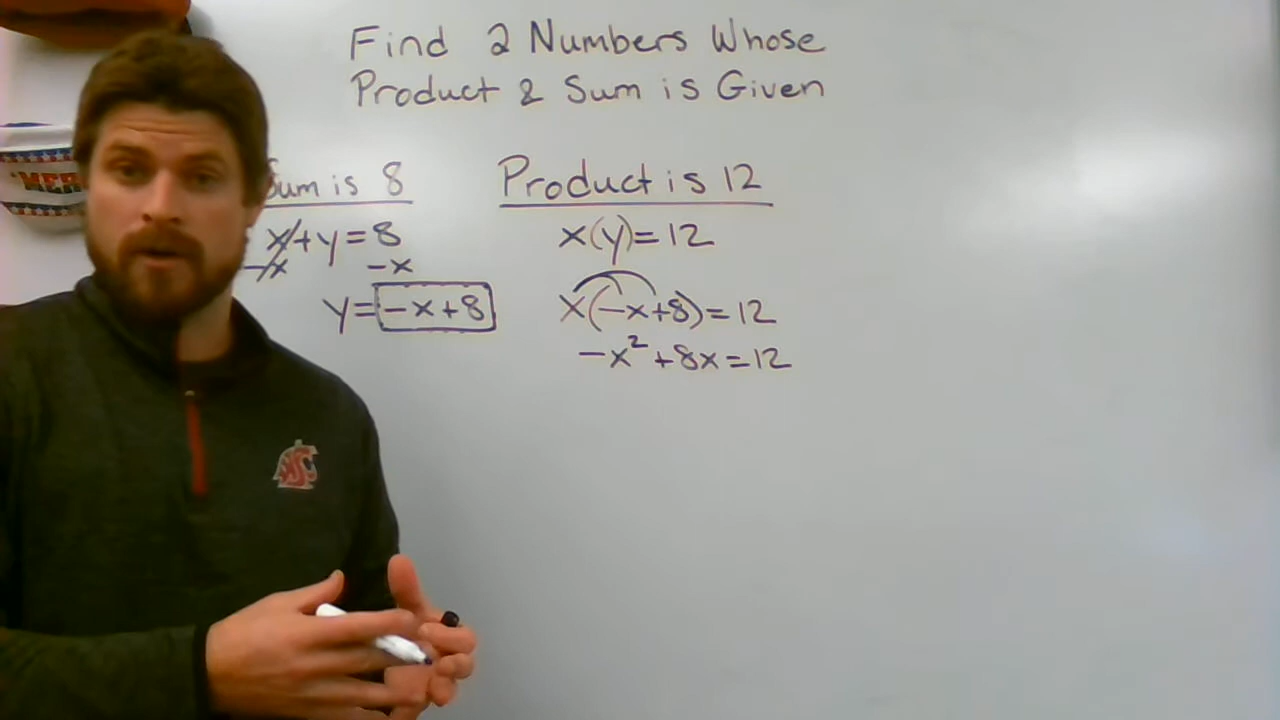 Find 2 Numbers Whose
Product & Sum is Given
Sum is 8
x+y=8
-x -x
y=-x+8
Product is 12
x(y)=12
x(-x+8)=12
-x²+8x=12